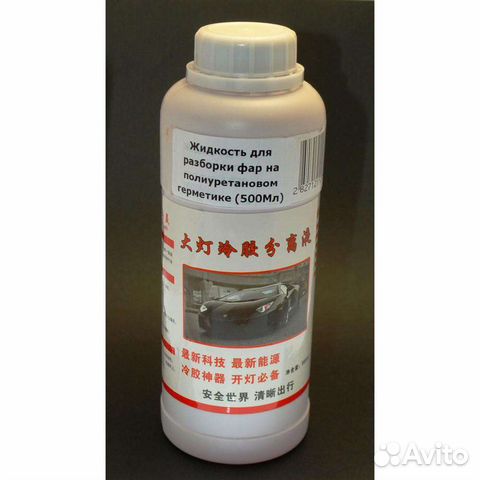 Жидкость для
разборки фар на
полиуретановом
герметике (500Мл)
大灯冷胶分离液
最新科技 最新能源
冷胶神器 开灯必备
安全世界 清晰出行
Avito